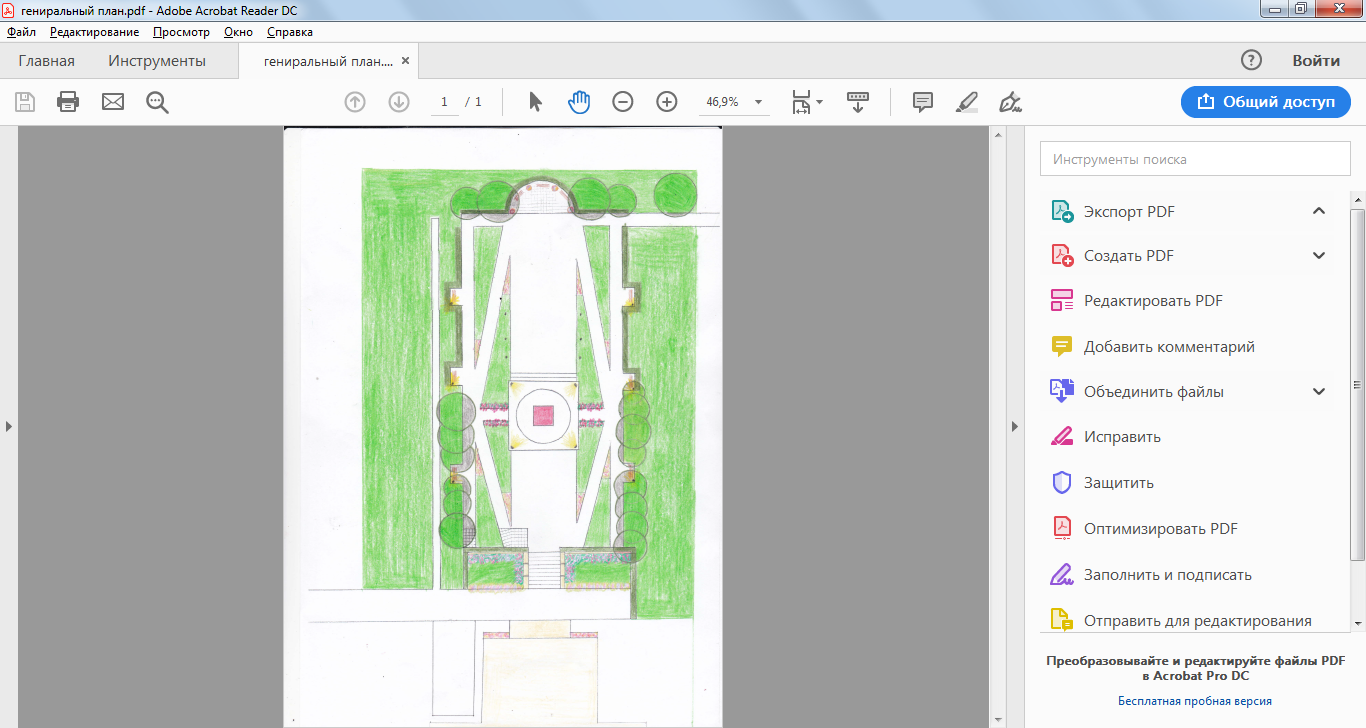 гениральный план.pdf - Adobe Acrobat Reader DC
Файл Редактирование Просмотр Окно Справка
Главная Инструменты гениральный план.... × ? Войти
1 / 1 46,9% Общий доступ
Инструменты поиска
Экспорт PDF
Создать PDF
Редактировать PDF
Добавить комментарий
Объединить файлы
Исправить
Защитить
Оптимизировать PDF
Заполнить и подписать
Отправить для редактирования
Преобразовывайте и редактируйте файлы PDF
в Acrobat Pro DC
Бесплатная пробная версия